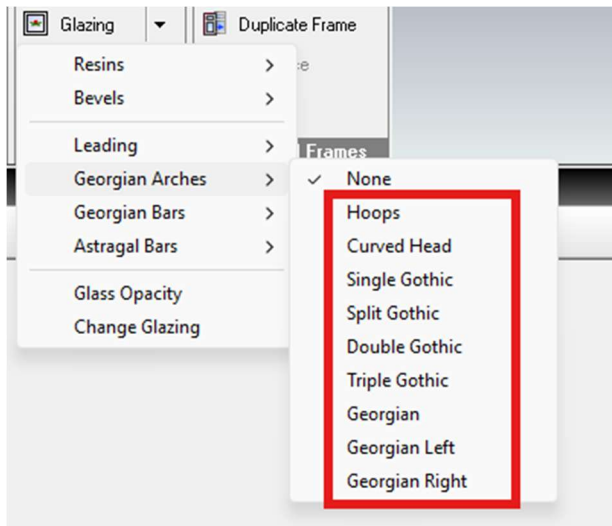 Glazing
Duplicate Frame
Resins
Bevels
Leading
Frames
Georgian Arches
None
Georgian Bars
Hoops
Astragal Bars
Curved Head
Single Gothic
Glass Opacity
Split Gothic
Change Glazing
Double Gothic
Triple Gothic
Georgian
Georgian Left
Georgian Right